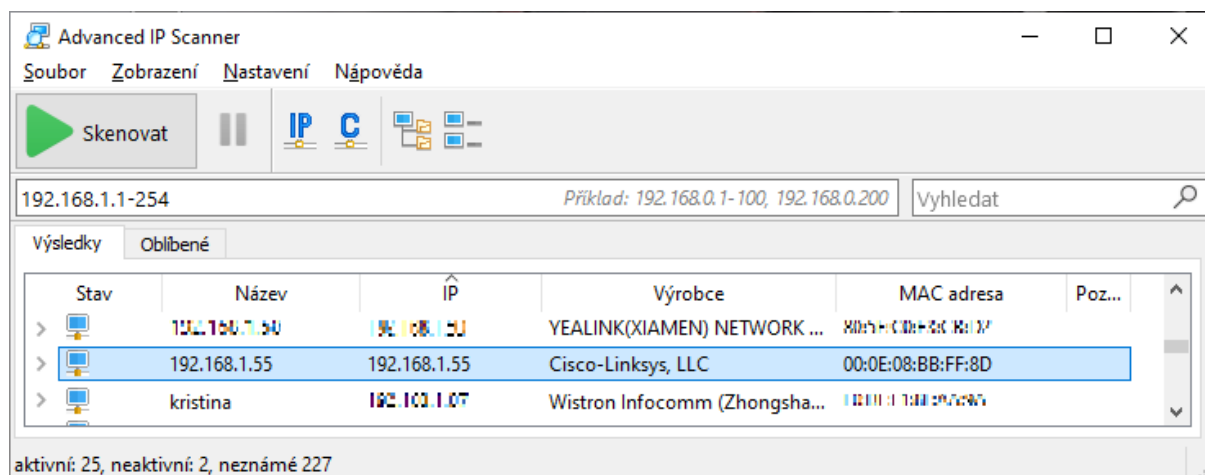 Advanced IP Scanner
Soubor Zobrazení Nastavení Nápověda
Skenovat IP C
192.168.1.1-254 Příklad: 192.168.0.1-100, 192.168.0.200 Vyhledat
Výsledky Oblíbené
Stav Název IP Výrobce MAC adresa Poz...
YEALINK(XIAMEN) NETWORK ...
192.168.1.55 192.168.1.55 Cisco-Linksys, LLC 00:0E:08:BB:FF:8D
kristina Wistron Infocomm (Zhongsha...
aktivní: 25, neaktivní: 2, neznámé 227